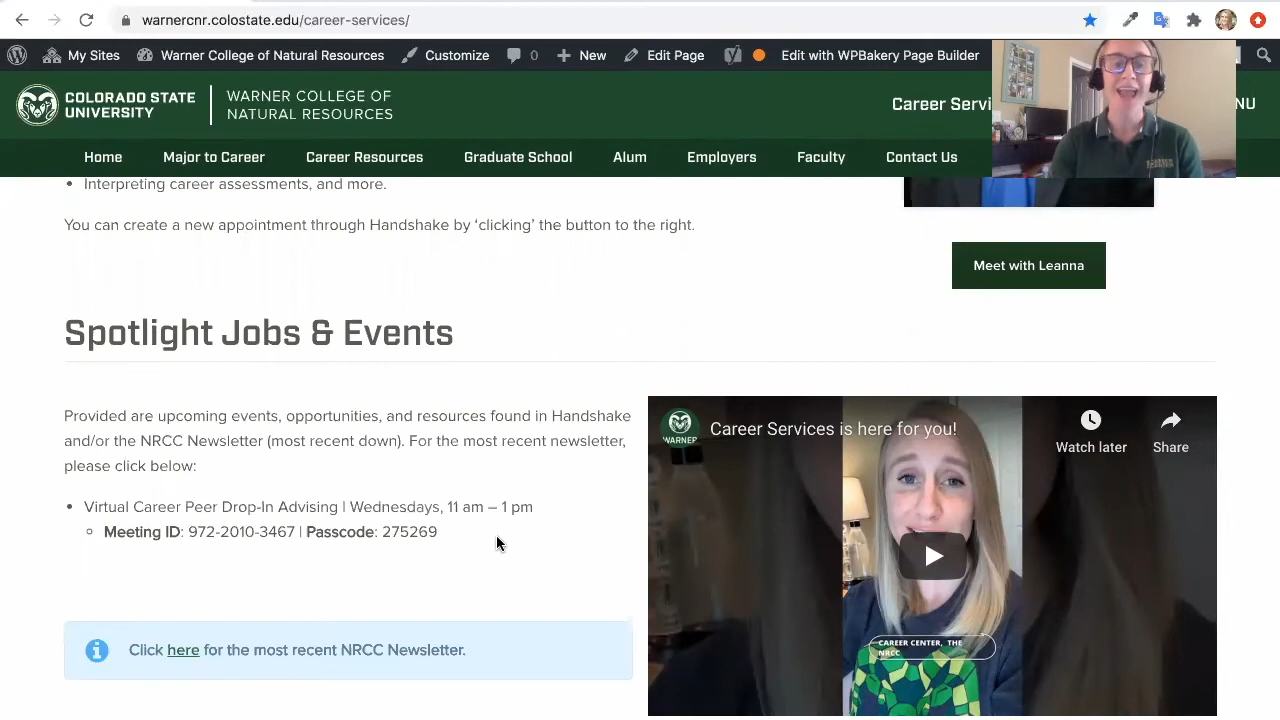 warnercnr.colostate.edu/career-services/
My Sites
Warner College of Natural Resources
Customize
0
New
Edit Page
Edit with WPBakery Page Builder
COLORADO STATE
UNIVERSITY
WARNER COLLEGE OF
NATURAL RESOURCES
Career Servi
NU
Home
Major to Career
Career Resources
Graduate School
Alum
Employers
Faculty
Contact Us
• Interpreting career assessments, and more.
You can create a new appointment through Handshake by ‘clicking’ the button to the right.
Meet with Leanna
Spotlight Jobs & Events
Provided are upcoming events, opportunities, and resources found in Handshake
and/or the NRCC Newsletter (most recent down). For the most recent newsletter,
please click below:
• Virtual Career Peer Drop-In Advising | Wednesdays, 11 am – 1 pm
Meeting ID: 972-2010-3467 | Passcode: 275269
Click here for the most recent NRCC Newsletter.
WARNER
Career Services is here for you!
Watch later
Share
CAREER CENTER, THE
NRCC